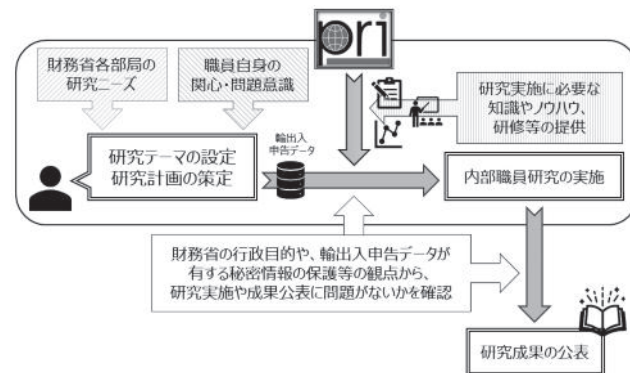 pri
財務省各部局の
研究ニーズ
職員自身の
関心・問題意識
研究実施に必要な
知識やノウハウ、
研修等の提供
輸出入
申告データ
研究テーマの設定
研究計画の策定
内部職員研究の実施
財務省の行政目的や、輸出入申告データが
有する秘密情報の保護等の観点から、
研究実施や成果公表に問題がないかを確認
研究成果の公表